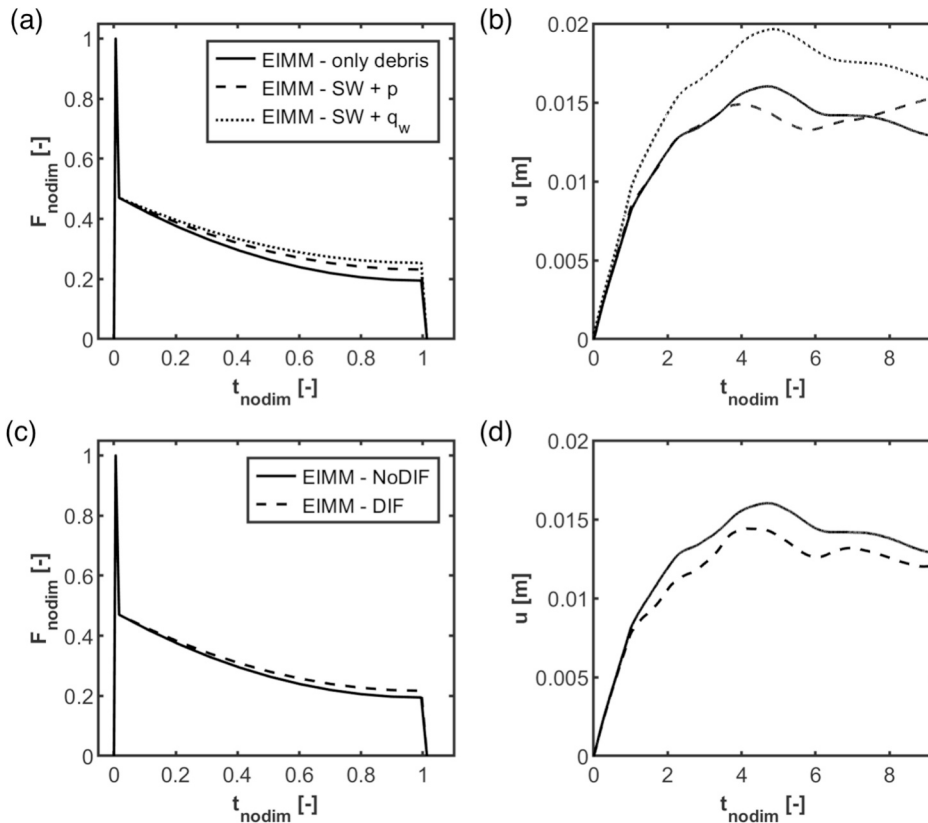 (a)
F_nodim [-]
1
0.8
0.6
0.4
0.2
0
EIMM - only debris
EIMM - SW + p
EIMM - SW + q_w
0 0.2 0.4 0.6 0.8 1
t_nodim [-]
(b)
u [m]
0.02
0.015
0.01
0.005
0
0 2 4 6 8
t_nodim [-]
(c)
F_nodim [-]
1
0.8
0.6
0.4
0.2
0
EIMM - NoDIF
EIMM - DIF
0 0.2 0.4 0.6 0.8 1
t_nodim [-]
(d)
u [m]
0.02
0.015
0.01
0.005
0
0 2 4 6 8
t_nodim [-]